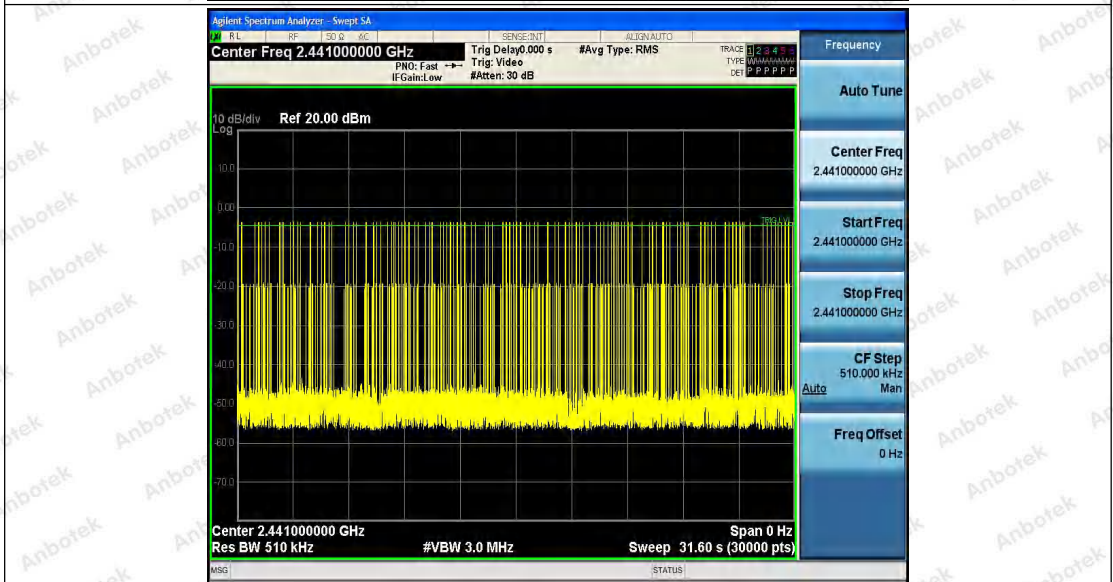 Agilent Spectrum Analyzer - Swept SA
RL RF 50 Ω AC SENSE:INT ALIGNAUTO
Center Freq 2.441000000 GHz
PNO: Fast
IFGain:Low
Trig Delay0.000 s
Trig: Video
#Atten: 30 dB
#Avg Type: RMS
TRACE 1 2 3 4 5 6
TYPE
DET P P P P P P
10 dB/div Ref 20.00 dBm
Log
10.0
0.00
TRIG LVL
-10.0
-20.0
-30.0
-40.0
-50.0
-60.0
-70.0
Center 2.441000000 GHz Span 0 Hz
Res BW 510 kHz #VBW 3.0 MHz Sweep 31.60 s (30000 pts)
MSG STATUS
Frequency
Auto Tune
Center Freq
2.441000000 GHz
Start Freq
2.441000000 GHz
Stop Freq
2.441000000 GHz
CF Step
510.000 kHz
Auto Man
Freq Offset
0 Hz
Anbotek